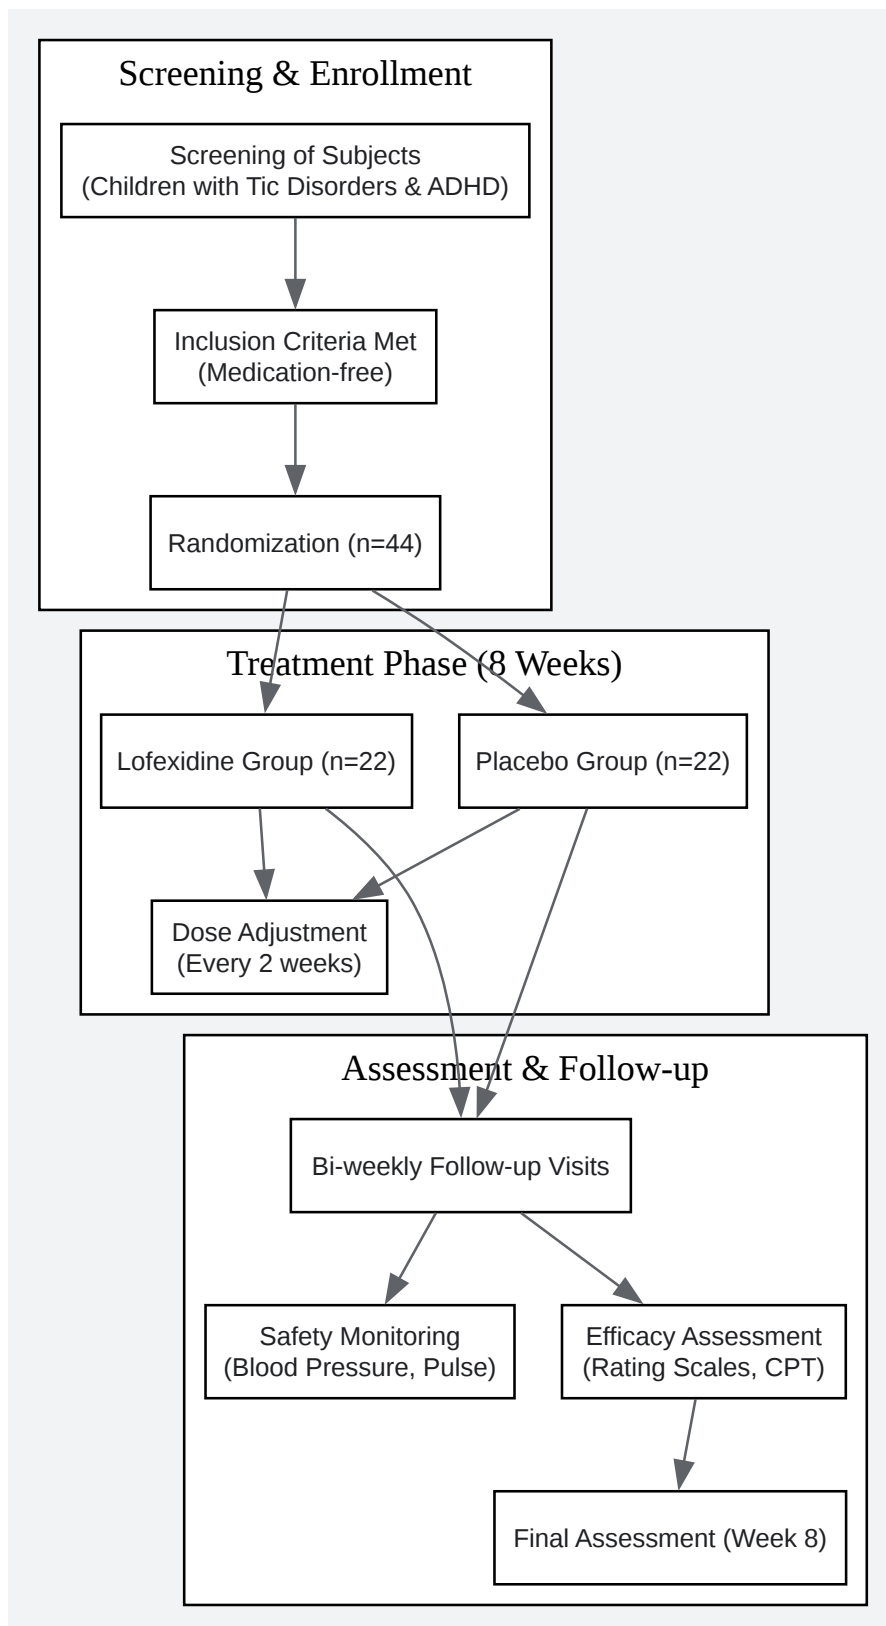 Screening & Enrollment
Screening of Subjects
(Children with Tic Disorders & ADHD)
Inclusion Criteria Met
(Medication-free)
Randomization (n=44)
Treatment Phase (8 Weeks)
Lofexidine Group (n=22)
Placebo Group (n=22)
Dose Adjustment
(Every 2 weeks)
Assessment & Follow-up
Bi-weekly Follow-up Visits
Safety Monitoring
(Blood Pressure, Pulse)
Efficacy Assessment
(Rating Scales, CPT)
Final Assessment (Week 8)